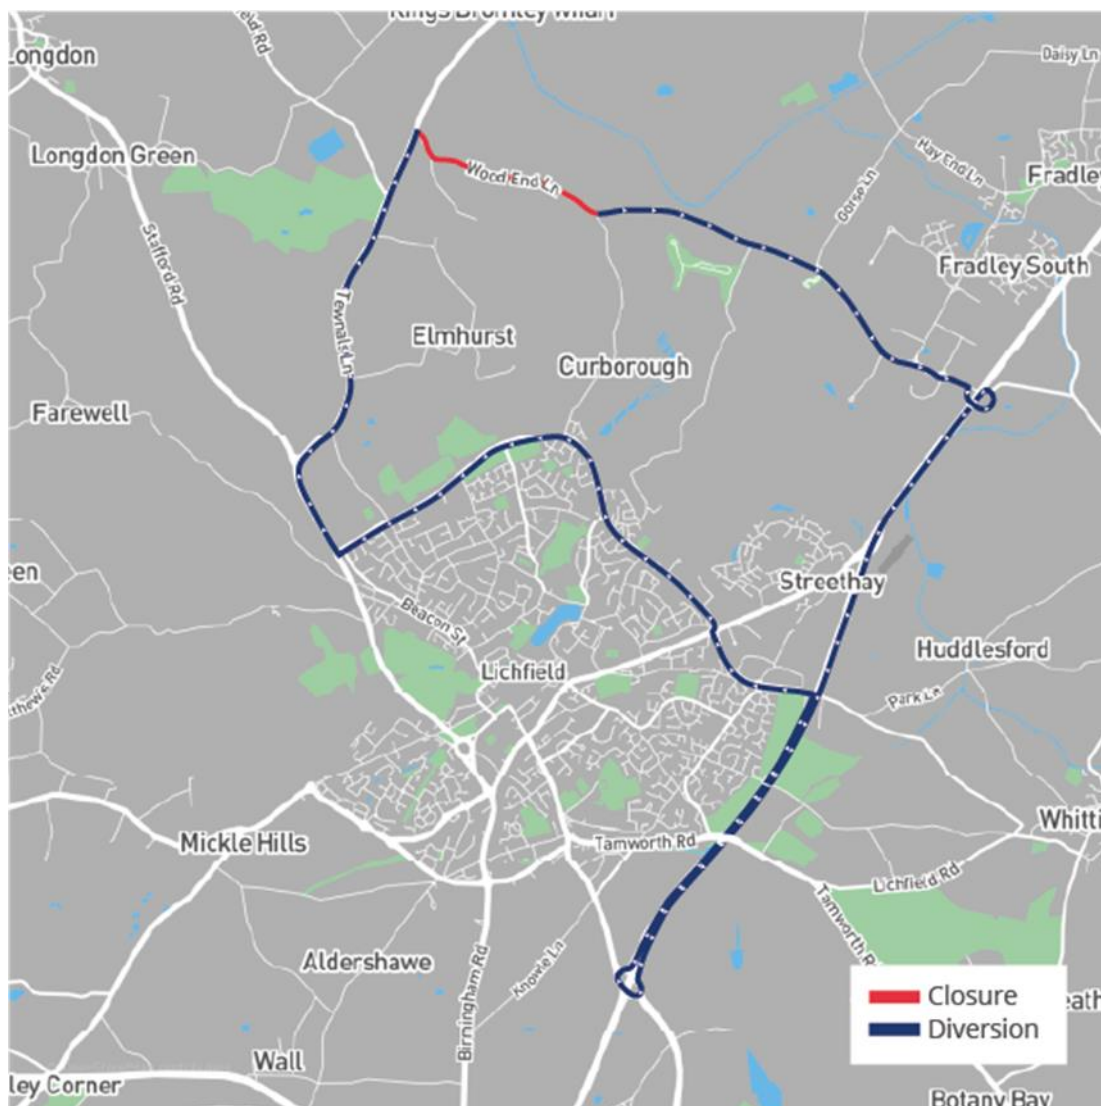 Kings Bromley Wharf
Longdon
Daisy Ln
Longdon Green
Hay End Ln
Wood End Ln
Gorse Ln
Stafford Rd
Fradley South
Tewnals Ln
Elmhurst
Curborough
Farewell
Streethay
Beacon St
Huddlesford
Lichfield
Park Ln
Mickle Hills
Tamworth Rd
Lichfield Rd
Tamworth R
Aldershawe
Knowle Ln
Birmingham Rd
Closure
Diversion
Wall
ley Corner
Botany Bay